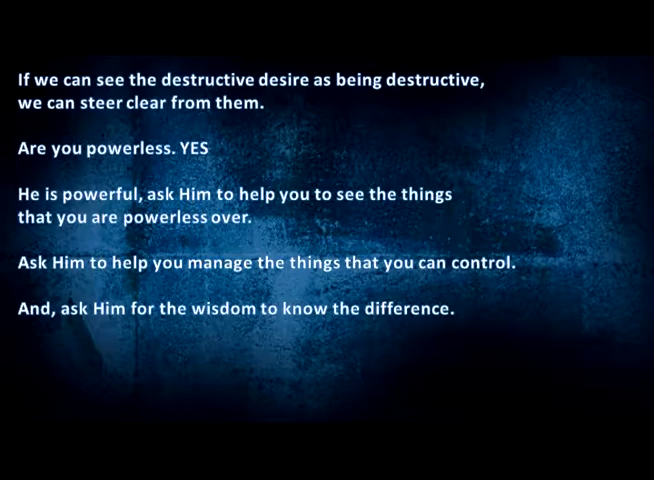 If we can see the destructive desire as being destructive,
we can steer clear from them.
Are you powerless. YES
He is powerful, ask Him to help you to see the things
that you are powerless over.
Ask Him to help you manage the things that you can control.
And, ask Him for the wisdom to know the difference.